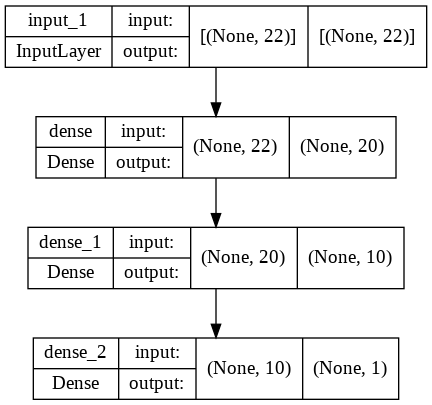 input_1 input: [(None, 22)] [(None, 22)]
InputLayer output:
dense input: (None, 22) (None, 20)
Dense output:
dense_1 input: (None, 20) (None, 10)
Dense output:
dense_2 input: (None, 10) (None, 1)
Dense output: